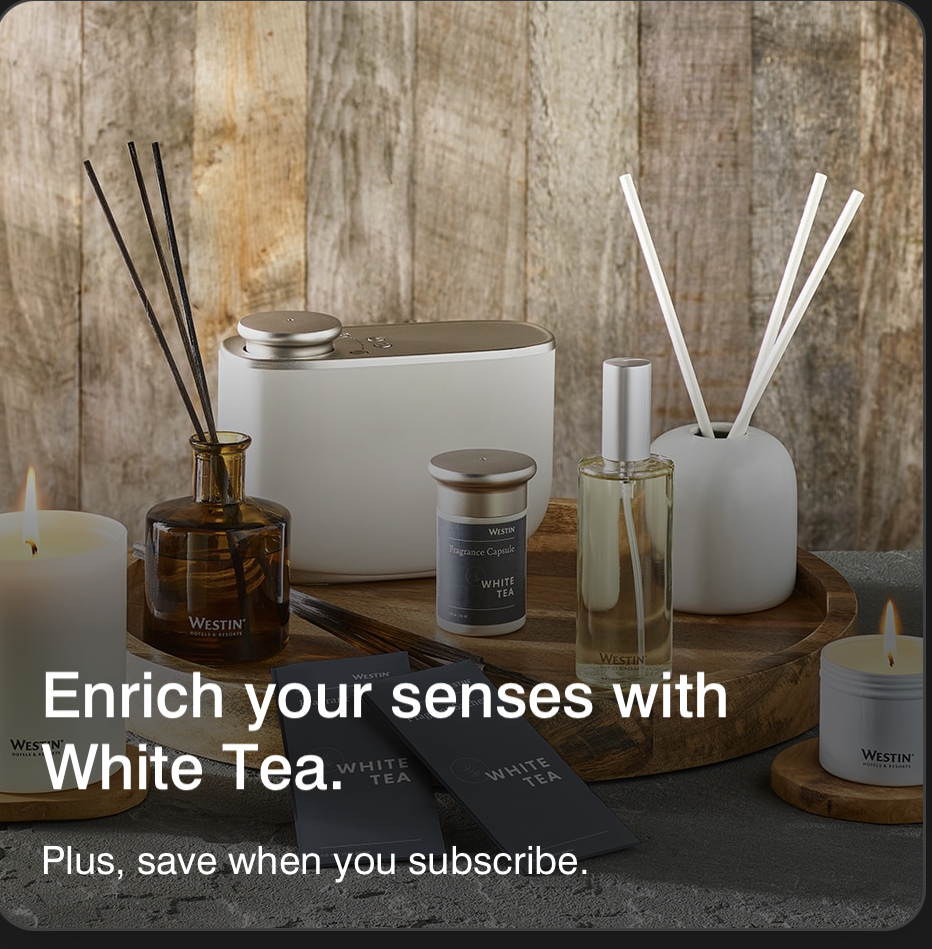 WESTIN
Fragrance Capsule
WHITE
TEA
WESTIN®
HOTELS & RESORTS
WESTIN
WESTIN
Enrich your senses with
White Tea.
WESTIN
HOTELS & RESORTS
WHITE
TEA
WHITE
TEA
WESTIN®
HOTELS & RESORTS
Plus, save when you subscribe.